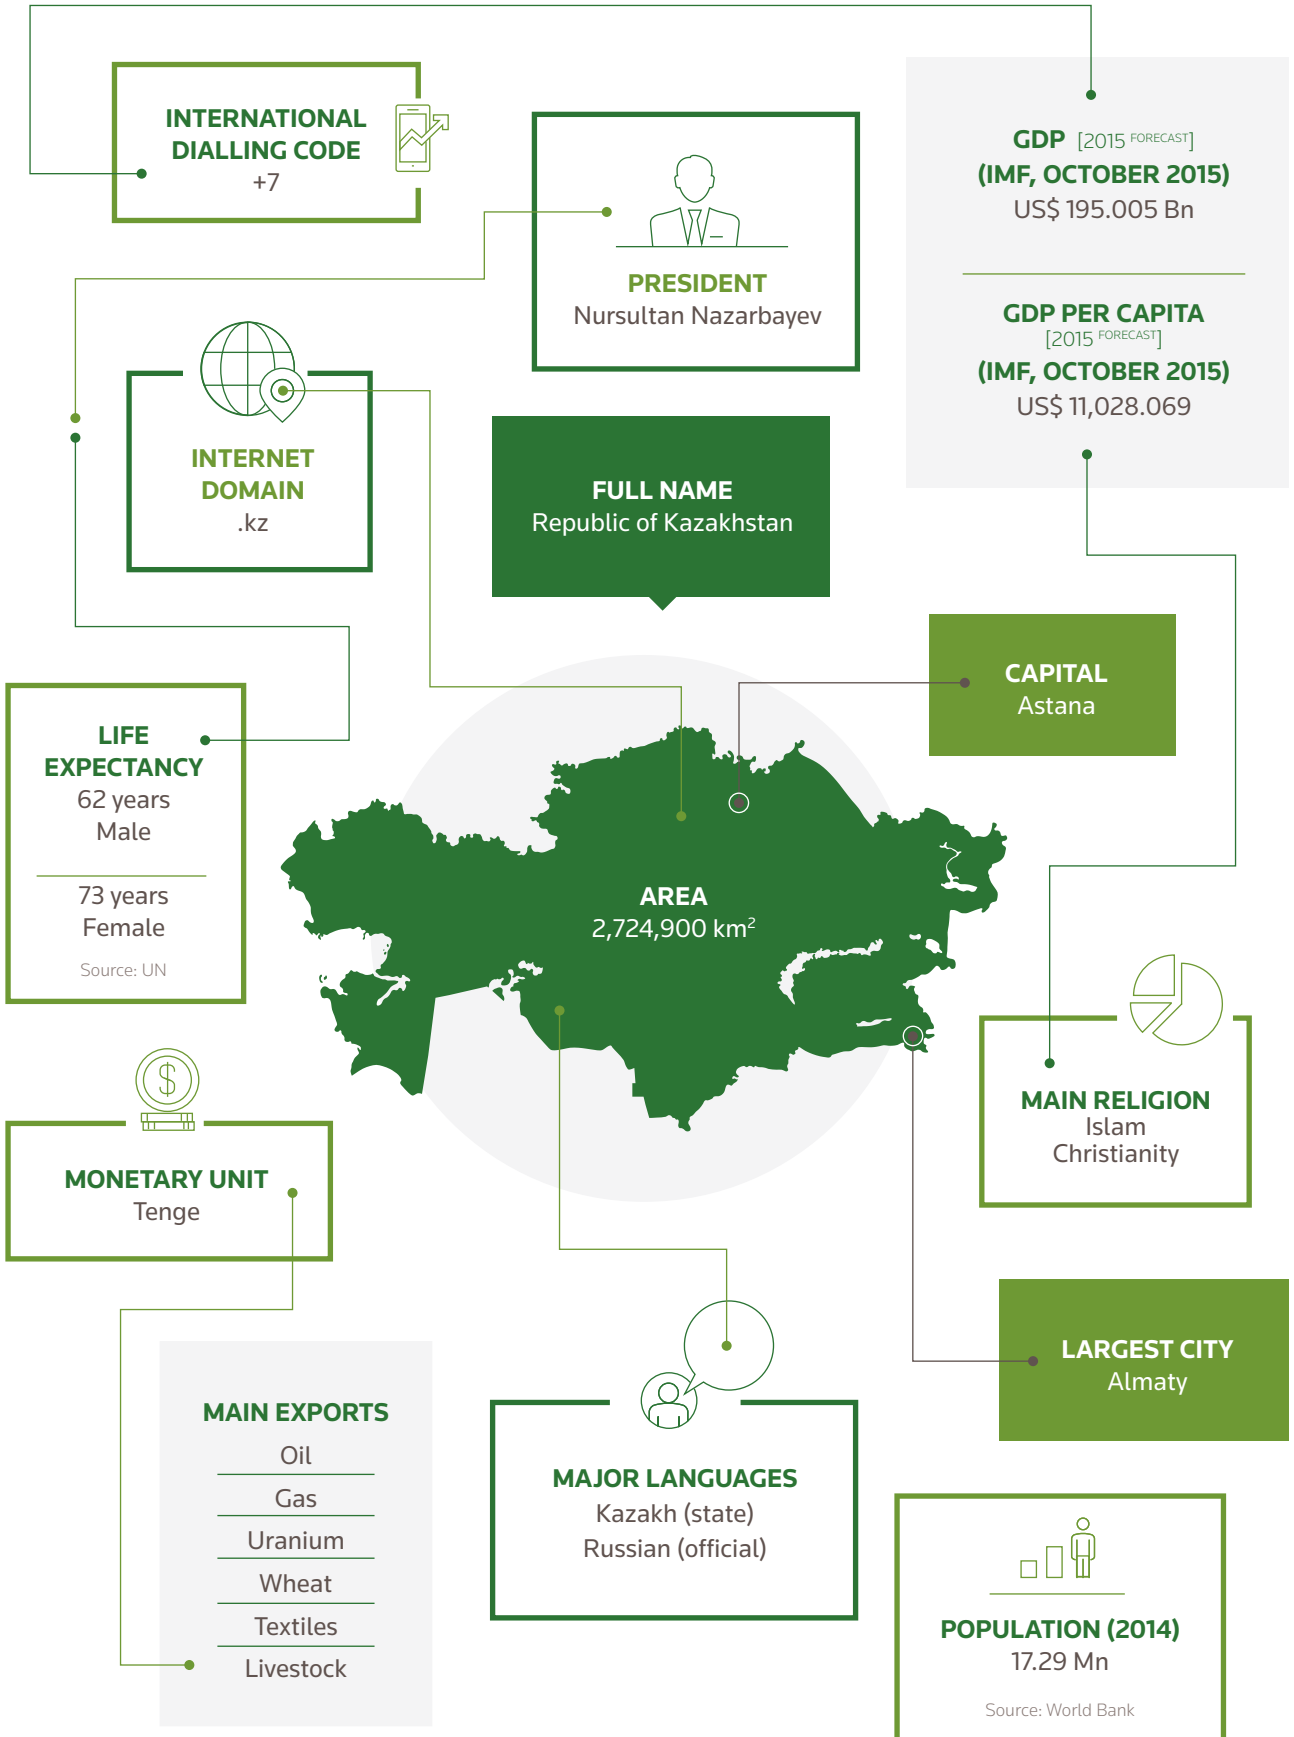 INTERNATIONAL
DIALLING CODE
+7
PRESIDENT
Nursultan Nazarbayev
GDP [2015 FORECAST]
(IMF, OCTOBER 2015)
US$ 195.005 Bn
GDP PER CAPITA
[2015 FORECAST]
(IMF, OCTOBER 2015)
US$ 11,028.069
INTERNET
DOMAIN
.kz
FULL NAME
Republic of Kazakhstan
CAPITAL
Astana
LIFE
EXPECTANCY
62 years
Male
73 years
Female
Source: UN
AREA
2,724,900 km²
MAIN RELIGION
Islam
Christianity
$
MONETARY UNIT
Tenge
LARGEST CITY
Almaty
MAIN EXPORTS
Oil
Gas
Uranium
Wheat
Textiles
Livestock
MAJOR LANGUAGES
Kazakh (state)
Russian (official)
POPULATION (2014)
17.29 Mn
Source: World Bank